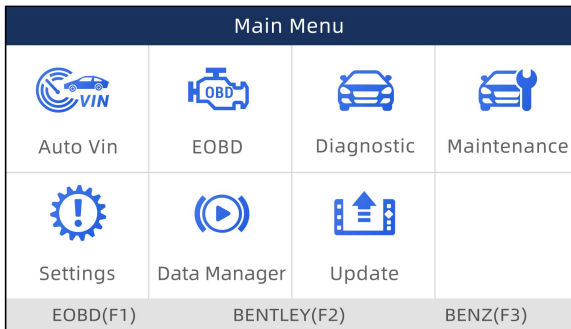 Main Menu
VIN
OBD
Auto Vin
EOBD
Diagnostic
Maintenance
Settings
Data Manager
Update
EOBD(F1)
BENTLEY(F2)
BENZ(F3)